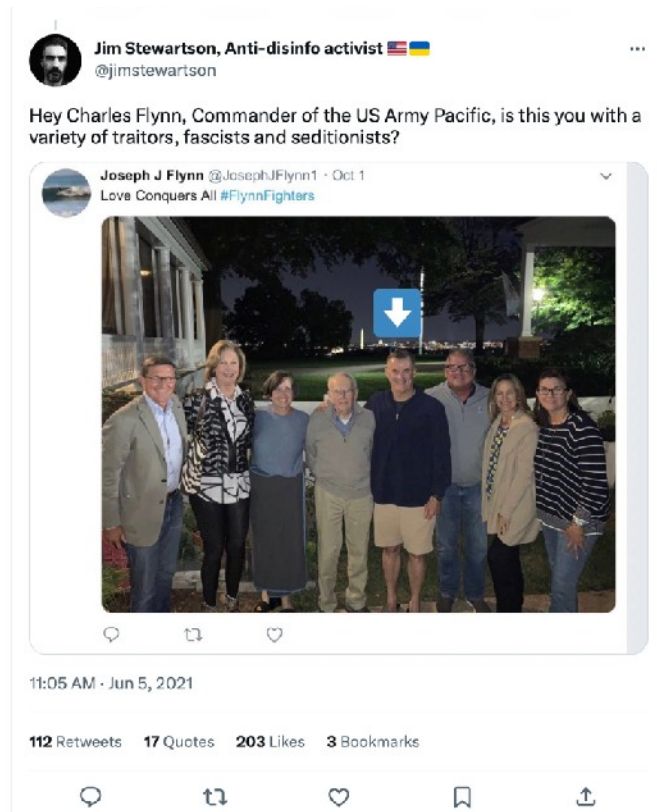 Jim Stewartson, Anti-disinfo activist 🇺🇸🇺🇦
@jimstewartson
Hey Charles Flynn, Commander of the US Army Pacific, is this you with a
variety of traitors, fascists and seditionists?
Joseph J Flynn @JosephJFlynn1 · Oct 1
Love Conquers All #FlynnFighters
11:05 AM · Jun 5, 2021
112 Retweets 17 Quotes 203 Likes 3 Bookmarks